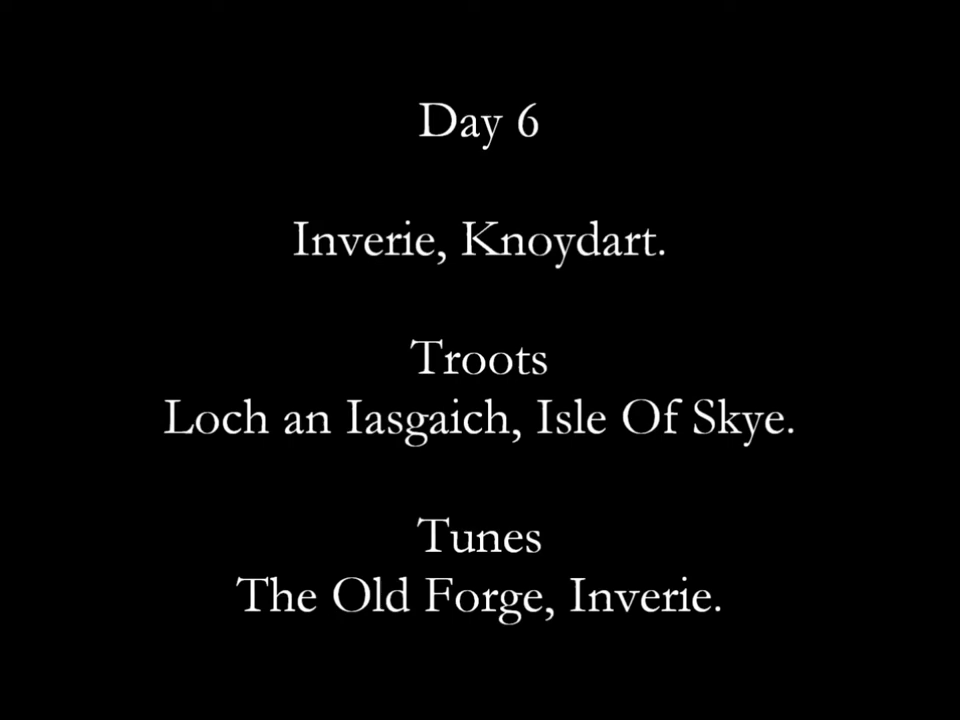 Day 6
Inverie, Knoydart.
Troots
Loch an Iasgaich, Isle Of Skye.
Tunes
The Old Forge, Inverie.